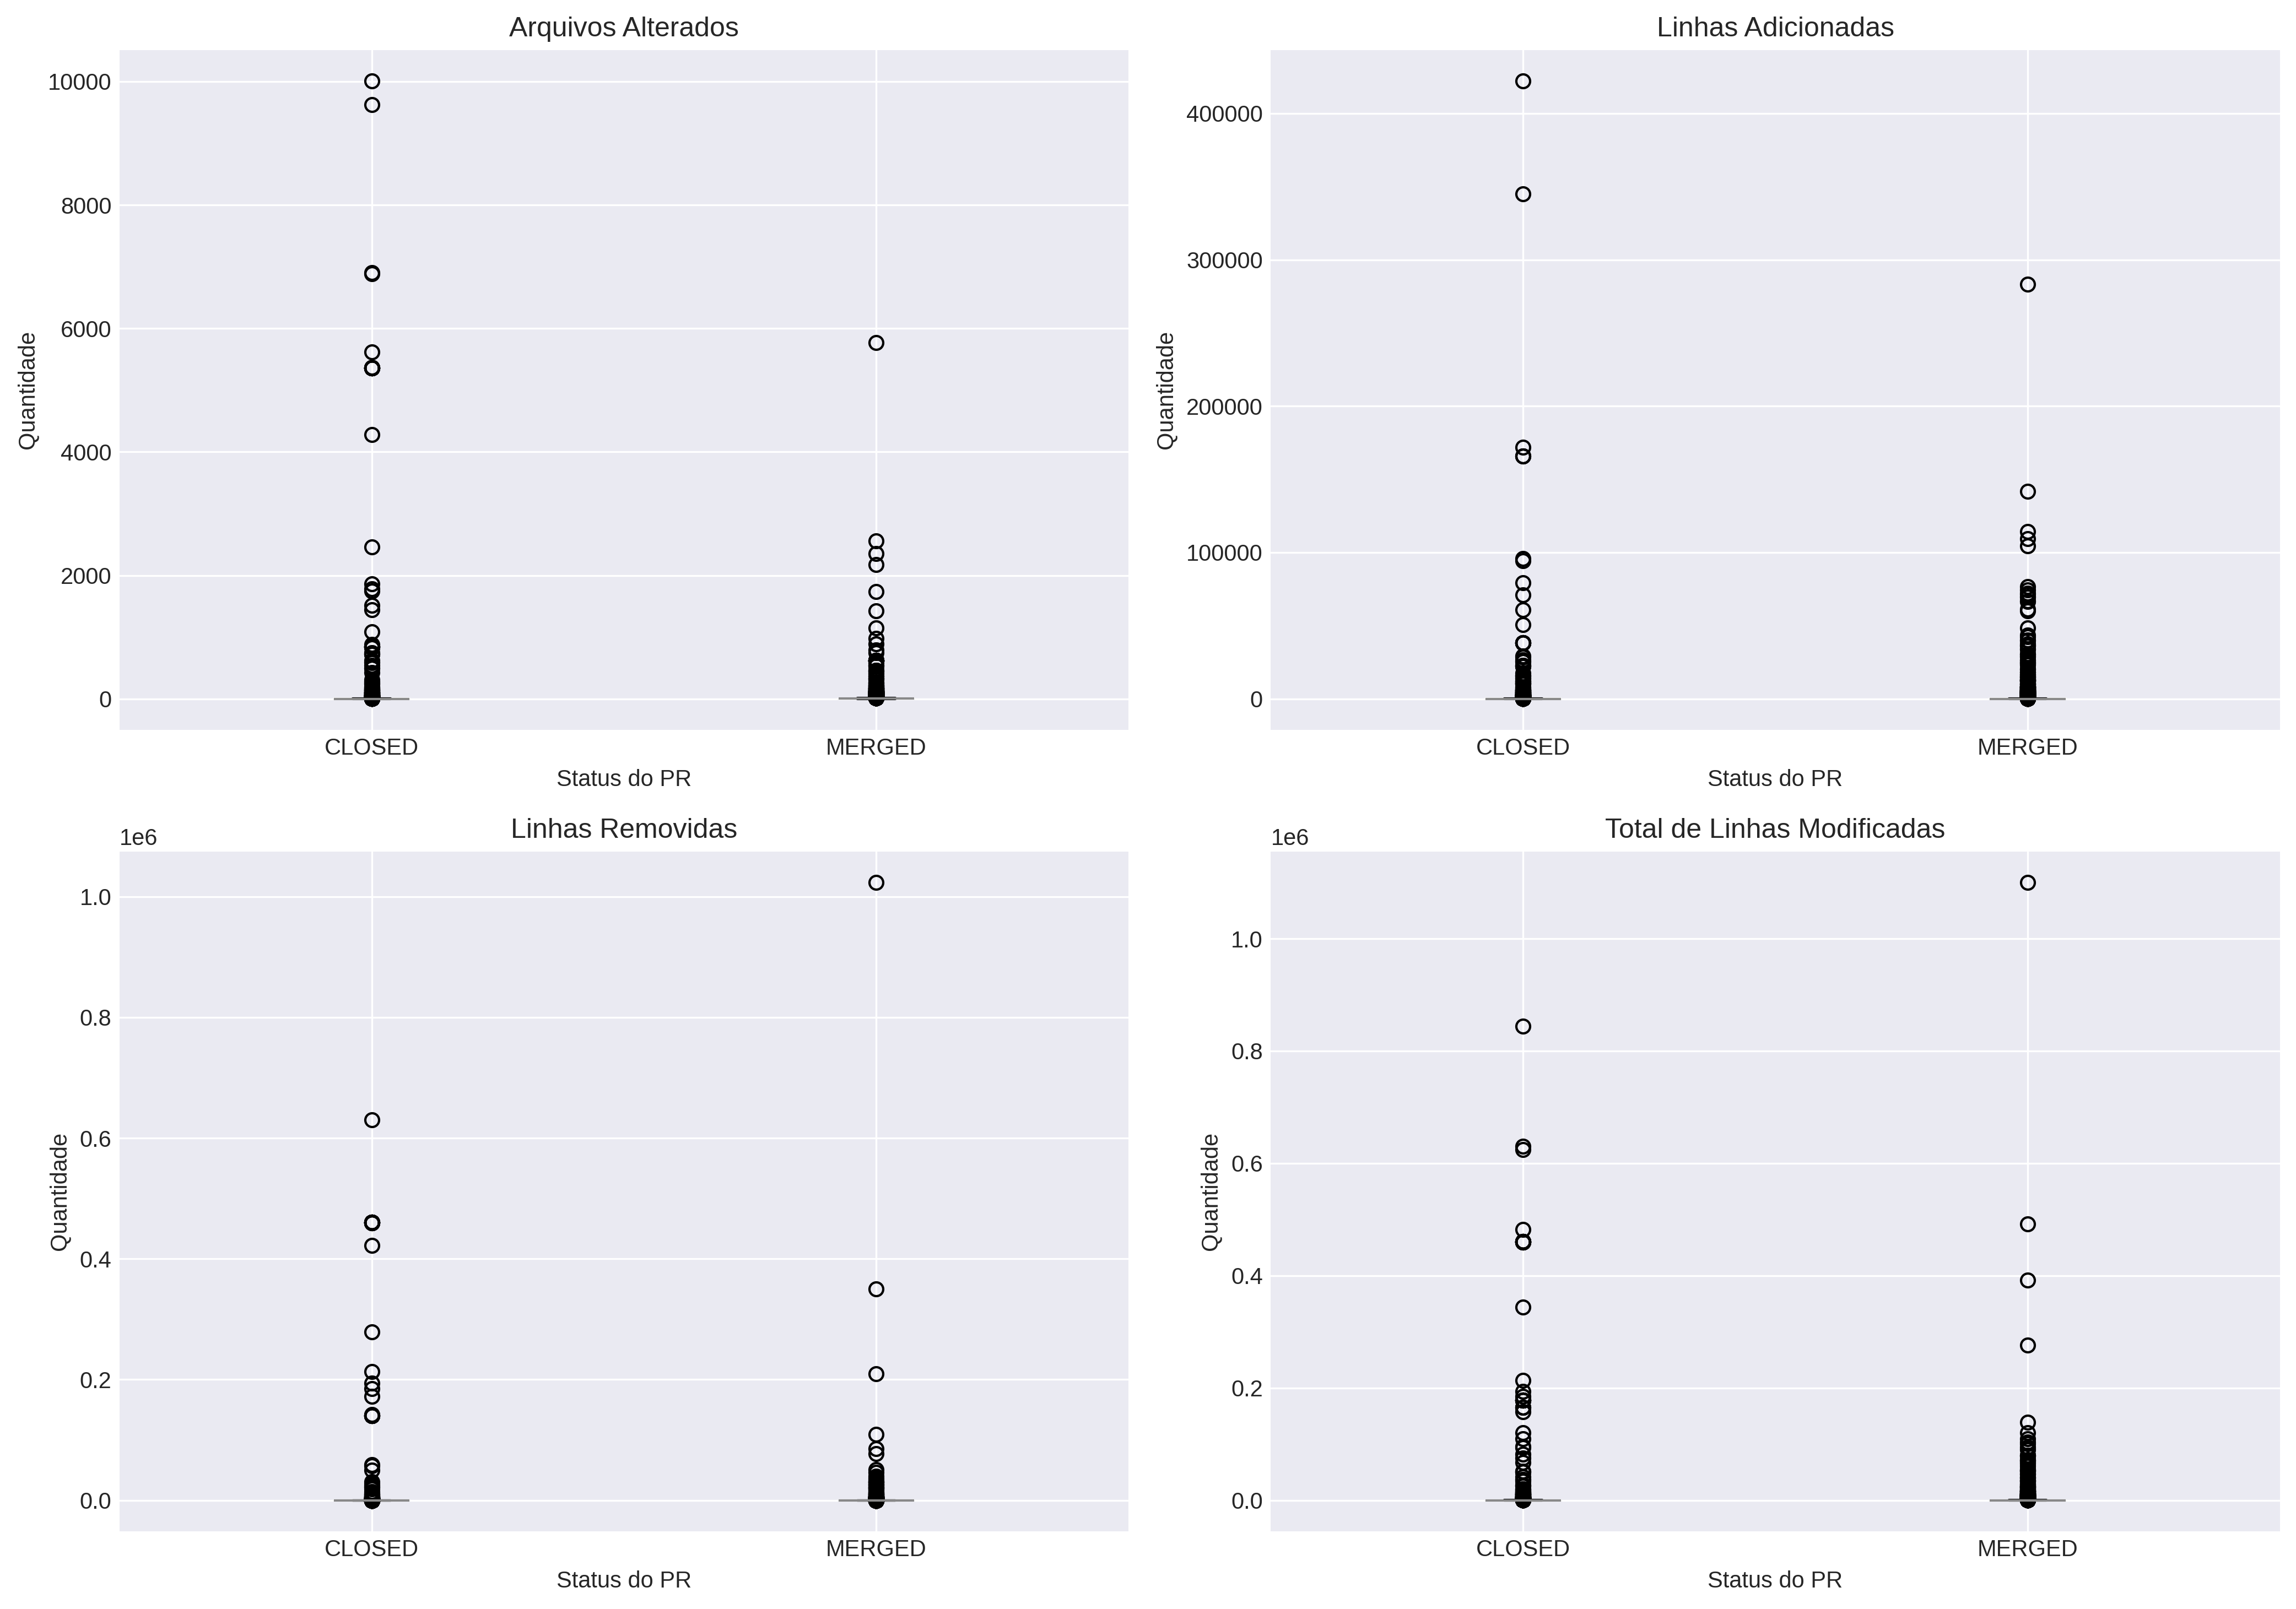 Arquivos Alterados
Quantidade
10000
8000
6000
4000
2000
0
CLOSED
MERGED
Status do PR
Linhas Adicionadas
Quantidade
400000
300000
200000
100000
0
CLOSED
MERGED
Status do PR
Linhas Removidas
1e6
Quantidade
1.0
0.8
0.6
0.4
0.2
0.0
CLOSED
MERGED
Status do PR
Total de Linhas Modificadas
1e6
Quantidade
1.0
0.8
0.6
0.4
0.2
0.0
CLOSED
MERGED
Status do PR